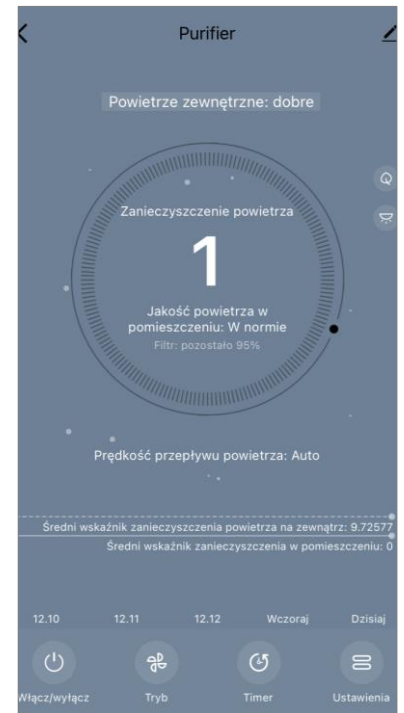 Purifier
Powietrze zewnętrzne: dobre
Zanieczyszczenie powietrza
1
Jakość powietrza w
pomieszczeniu: W normie
Filtr: pozostało 95%
Prędkość przepływu powietrza: Auto
Średni wskaźnik zanieczyszczenia powietrza na zewnątrz: 9.72577
Średni wskaźnik zanieczyszczenia w pomieszczeniu: 0
12.10 12.11 12.12 Wczoraj Dzisiaj
Włącz/wyłącz Tryb Timer Ustawienia